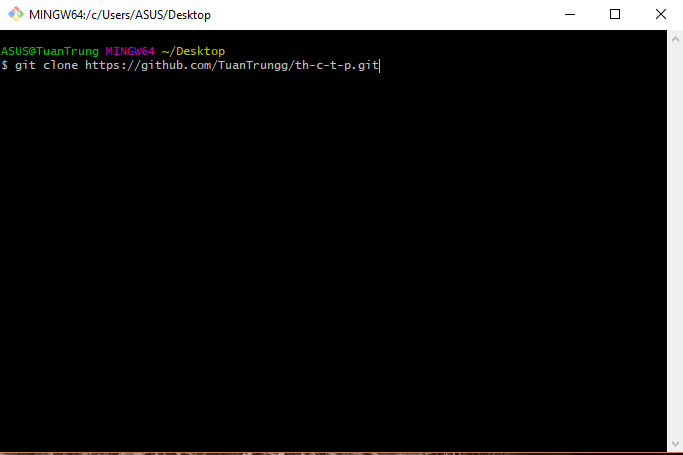 MINGW64:/c/Users/ASUS/Desktop
ASUS@TuanTrung MINGW64 ~/Desktop
$ git clone https://github.com/TuanTrungg/th-c-t-p.git